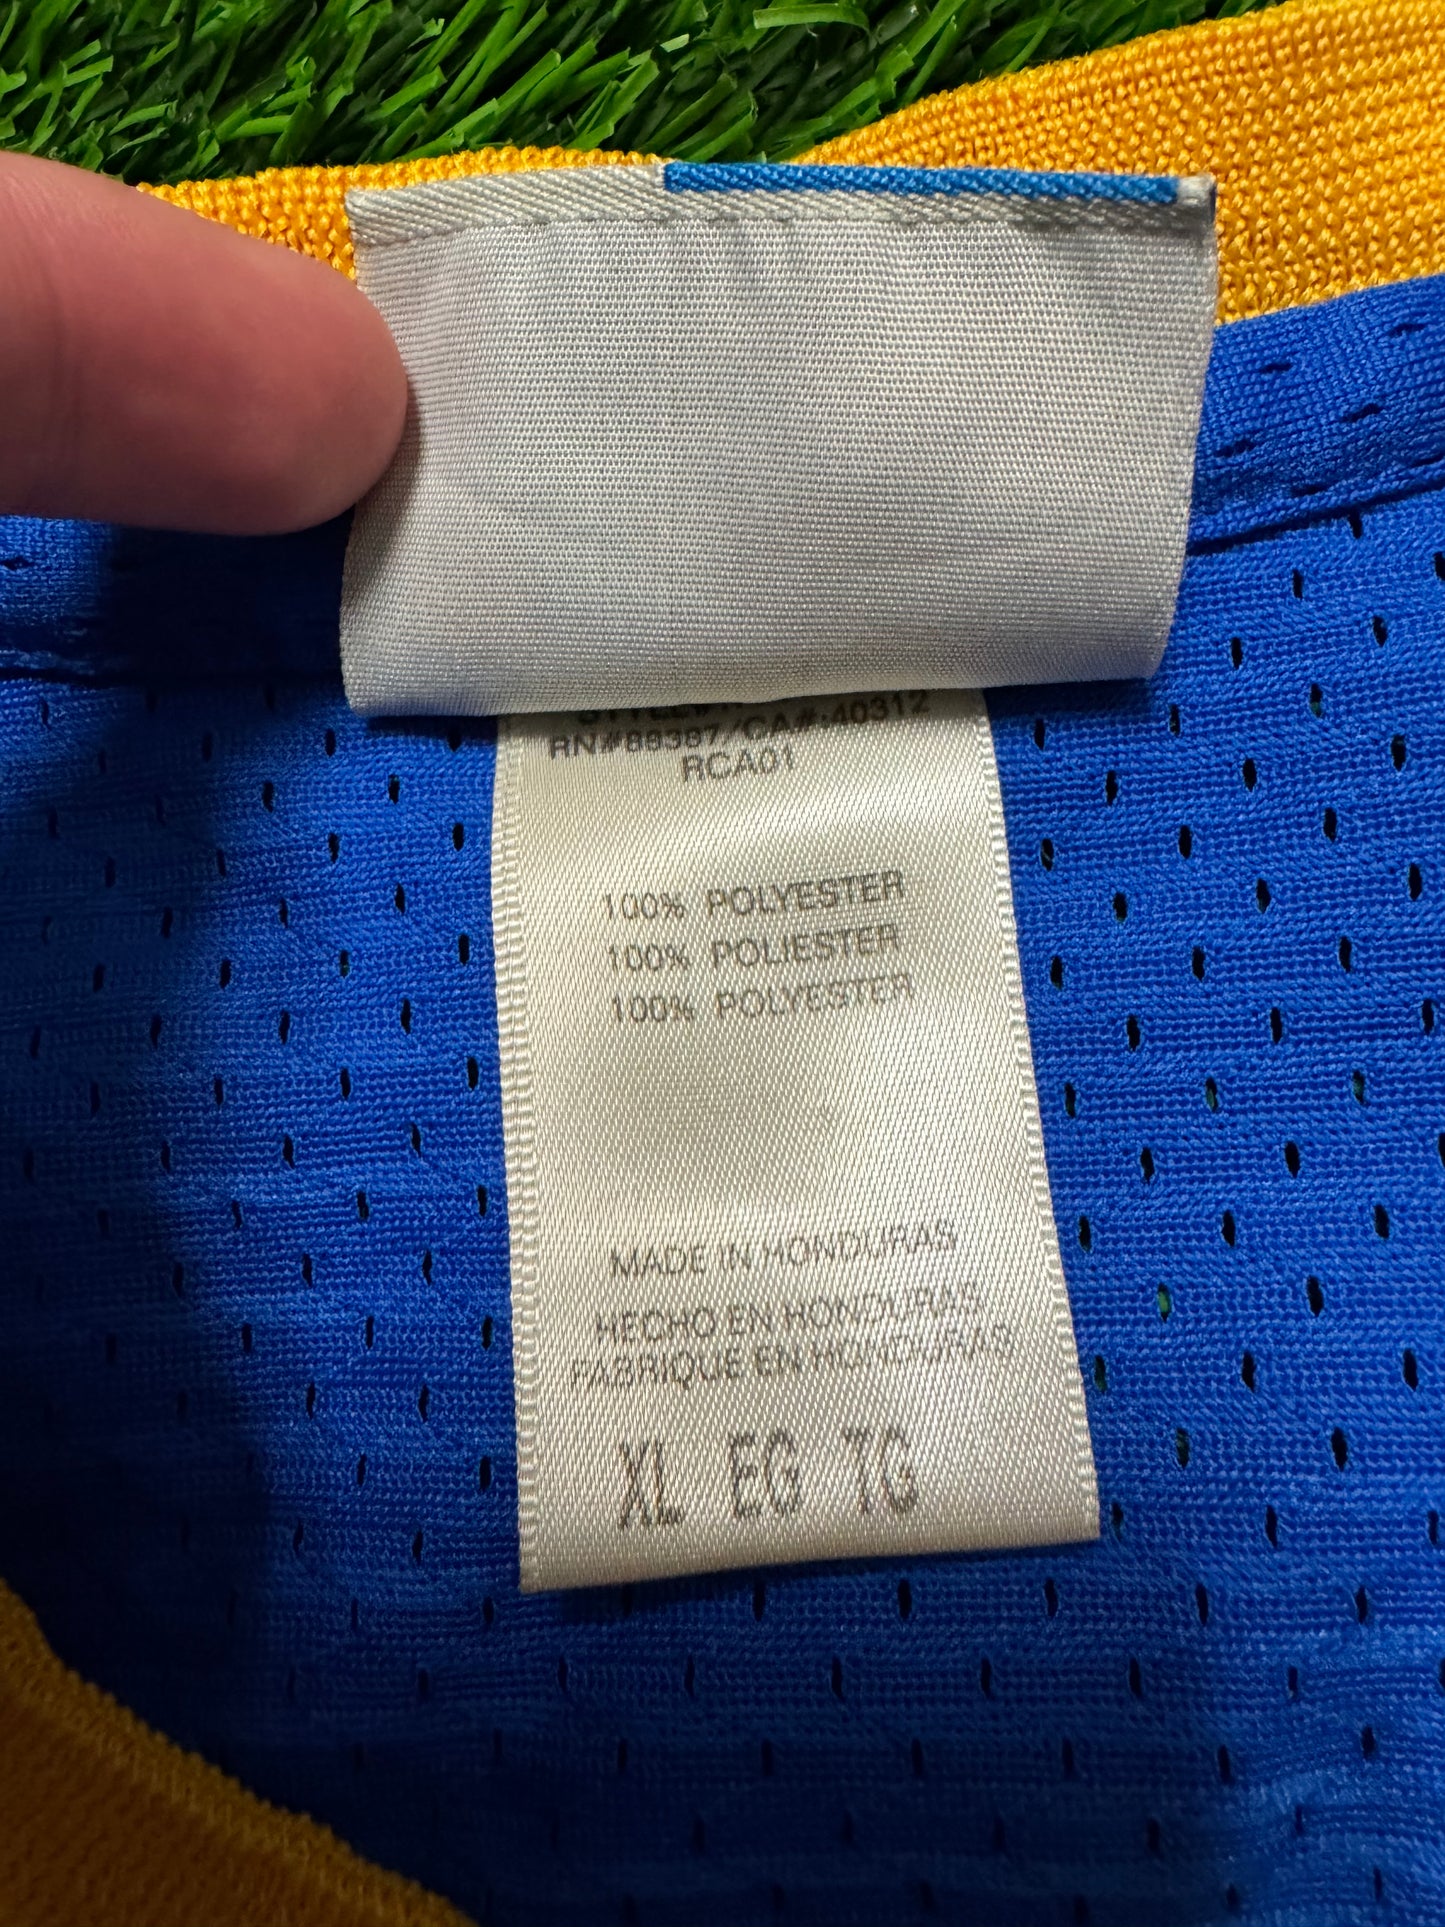 RN#88387/CA#:40312
RCA01
100% POLYESTER
100% POLIESTER
100% POLYESTER
MADE IN HONDURAS
HECHO EN HONDURAS
FABRIQUE EN HONDURAS
XL EG TG